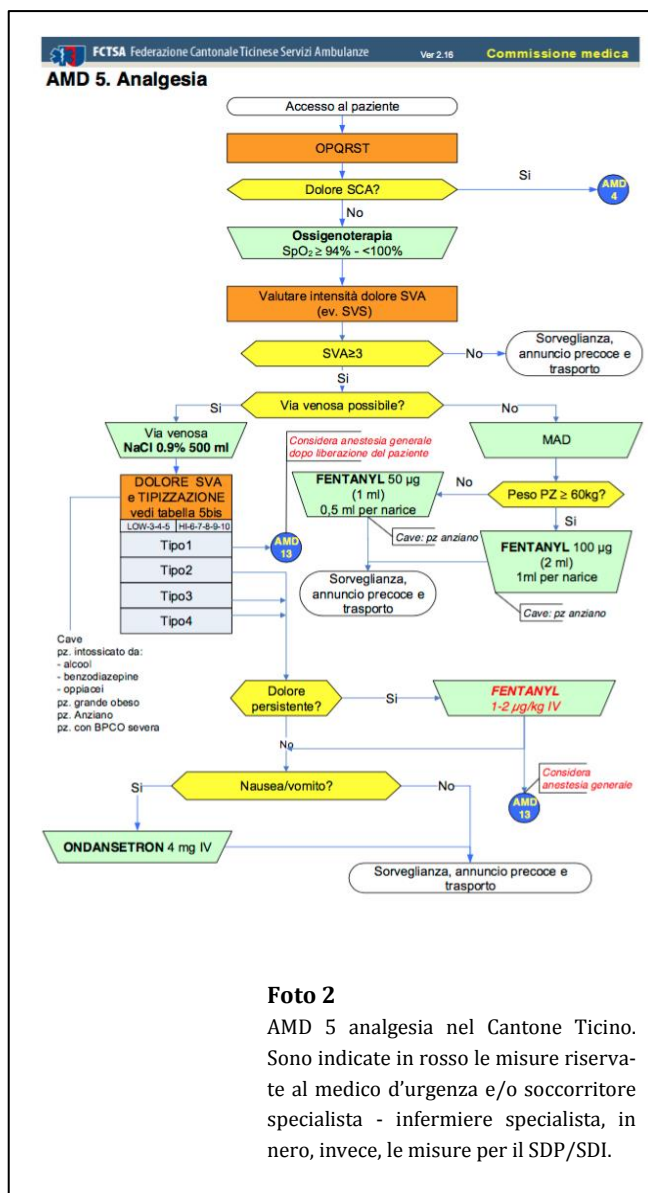 FCTSA Federazione Cantonale Ticinese Servizi Ambulanze Ver 2.16 Commissione medica
AMD 5. Analgesia
Accesso al paziente
OPQRST
Dolore SCA?
Si
AMD
4
No
Ossigenoterapia
SpO₂ ≥ 94% - <100%
Valutare intensità dolore SVA
(ev. SVS)
SVA≥3
No
Sorveglianza,
annuncio precoce e
trasporto
Si
Via venosa possibile?
Si
No
Via venosa
NaCl 0.9% 500 ml
Considera anestesia generale
dopo liberazione del paziente
MAD
DOLORE SVA
e TIPIZZAZIONE
vedi tabella 5bis
LOW-3-4-5 HI-6-7-8-9-10
Tipo1
Tipo2
Tipo3
Tipo4
AMD
13
FENTANYL 50 µg
(1 ml)
0,5 ml per narice
No
Peso PZ ≥ 60kg?
Si
Cave: pz anziano
FENTANYL 100 µg
(2 ml)
1ml per narice
Cave: pz anziano
Sorveglianza,
annuncio precoce e
trasporto
Cave
pz. intossicato da:
- alcool
- benzodiazepine
- oppiacei
pz. grande obeso
pz. Anziano
pz. con BPCO severa
Dolore
persistente?
Si
FENTANYL
1-2 µg/kg IV
No
Considera
anestesia generale
AMD
13
Nausea/vomito?
Si
No
ONDANSETRON 4 mg IV
Sorveglianza, annuncio precoce e
trasporto
Foto 2
AMD 5 analgesia nel Cantone Ticino.
Sono indicate in rosso le misure riserva-
te al medico d'urgenza e/o soccorritore
specialista - infermiere specialista, in
nero, invece, le misure per il SDP/SDI.